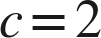 c = 2